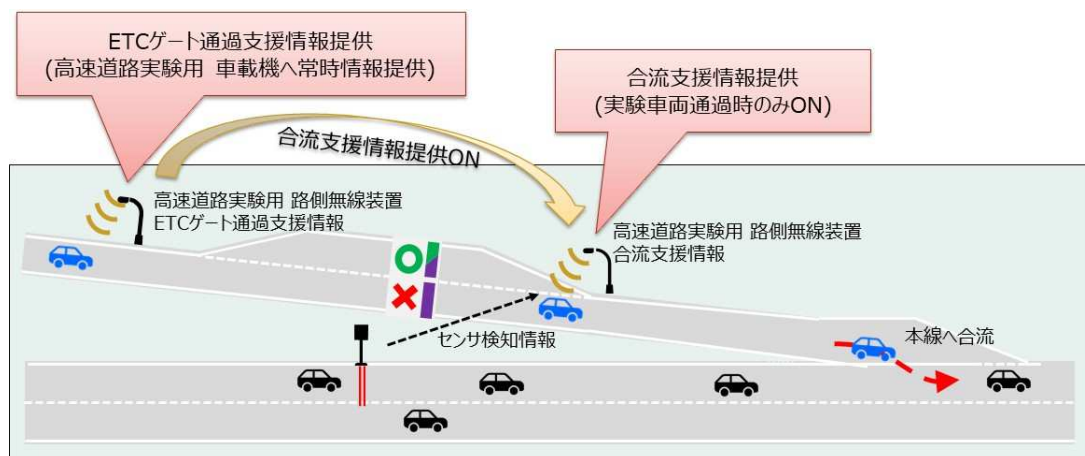 ETCゲート通過支援情報提供
(高速道路実験用 車載機へ常時情報提供)
合流支援情報提供
(実験車両通過時のみON)
合流支援情報提供ON
高速道路実験用 路側無線装置
ETCゲート通過支援情報
高速道路実験用 路側無線装置
合流支援情報
センサ検知情報
本線へ合流